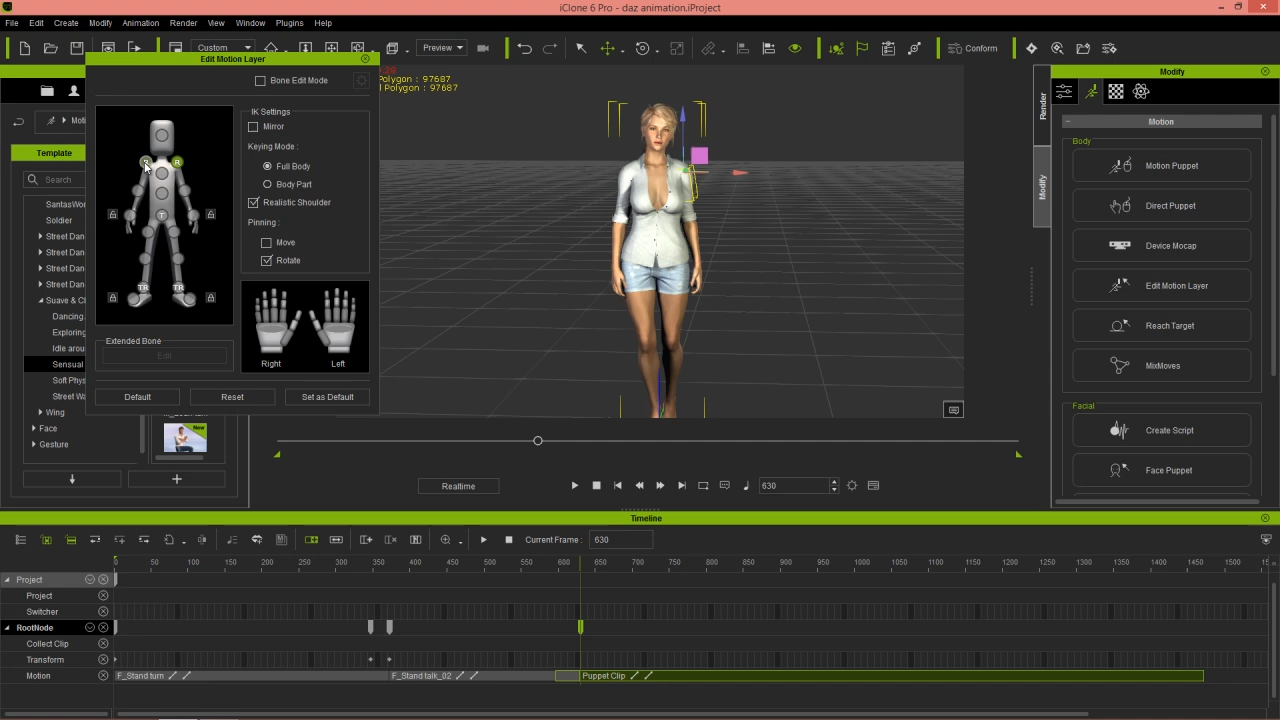 iClone 6 Pro - daz animation.iProject
File Edit Create Modify Animation Render View Window Plugins Help
Custom Preview Conform
Edit Motion Layer
Bone Edit Mode
IK Settings
Mirror
Keying Mode :
Full Body
Body Part
Realistic Shoulder
Pinning :
Move
Rotate
R R
T
TR TR
Right Left
Extended Bone
Edit
Default Reset Set as Default
Template
Search
SantasWor
Soldier
Street Dan
Street Dan
Street Dan
Street Dan
Suave & Cl
Dancing.
Exploring
Idle arou
Sensual
Soft Phys
Street Wa
Wing
Face
Gesture
New
Polygon : 97687
Polygon : 97687
Render
Modify
Modify
Motion
Body
Motion Puppet
Direct Puppet
Device Mocap
Edit Motion Layer
Reach Target
MixMoves
Facial
Create Script
Face Puppet
Realtime 630
Timeline
Current Frame : 630
0 50 100 150 200 250 300 350 400 450 500 550 600 650 700 750 800 850 900 950 1000 1050 1100 1150 1200 1250 1300 1350 1400 1450 1500
Project
Project
Switcher
RootNode
Collect Clip
Transform
Motion F_Stand turn F_Stand talk_02 Puppet Clip